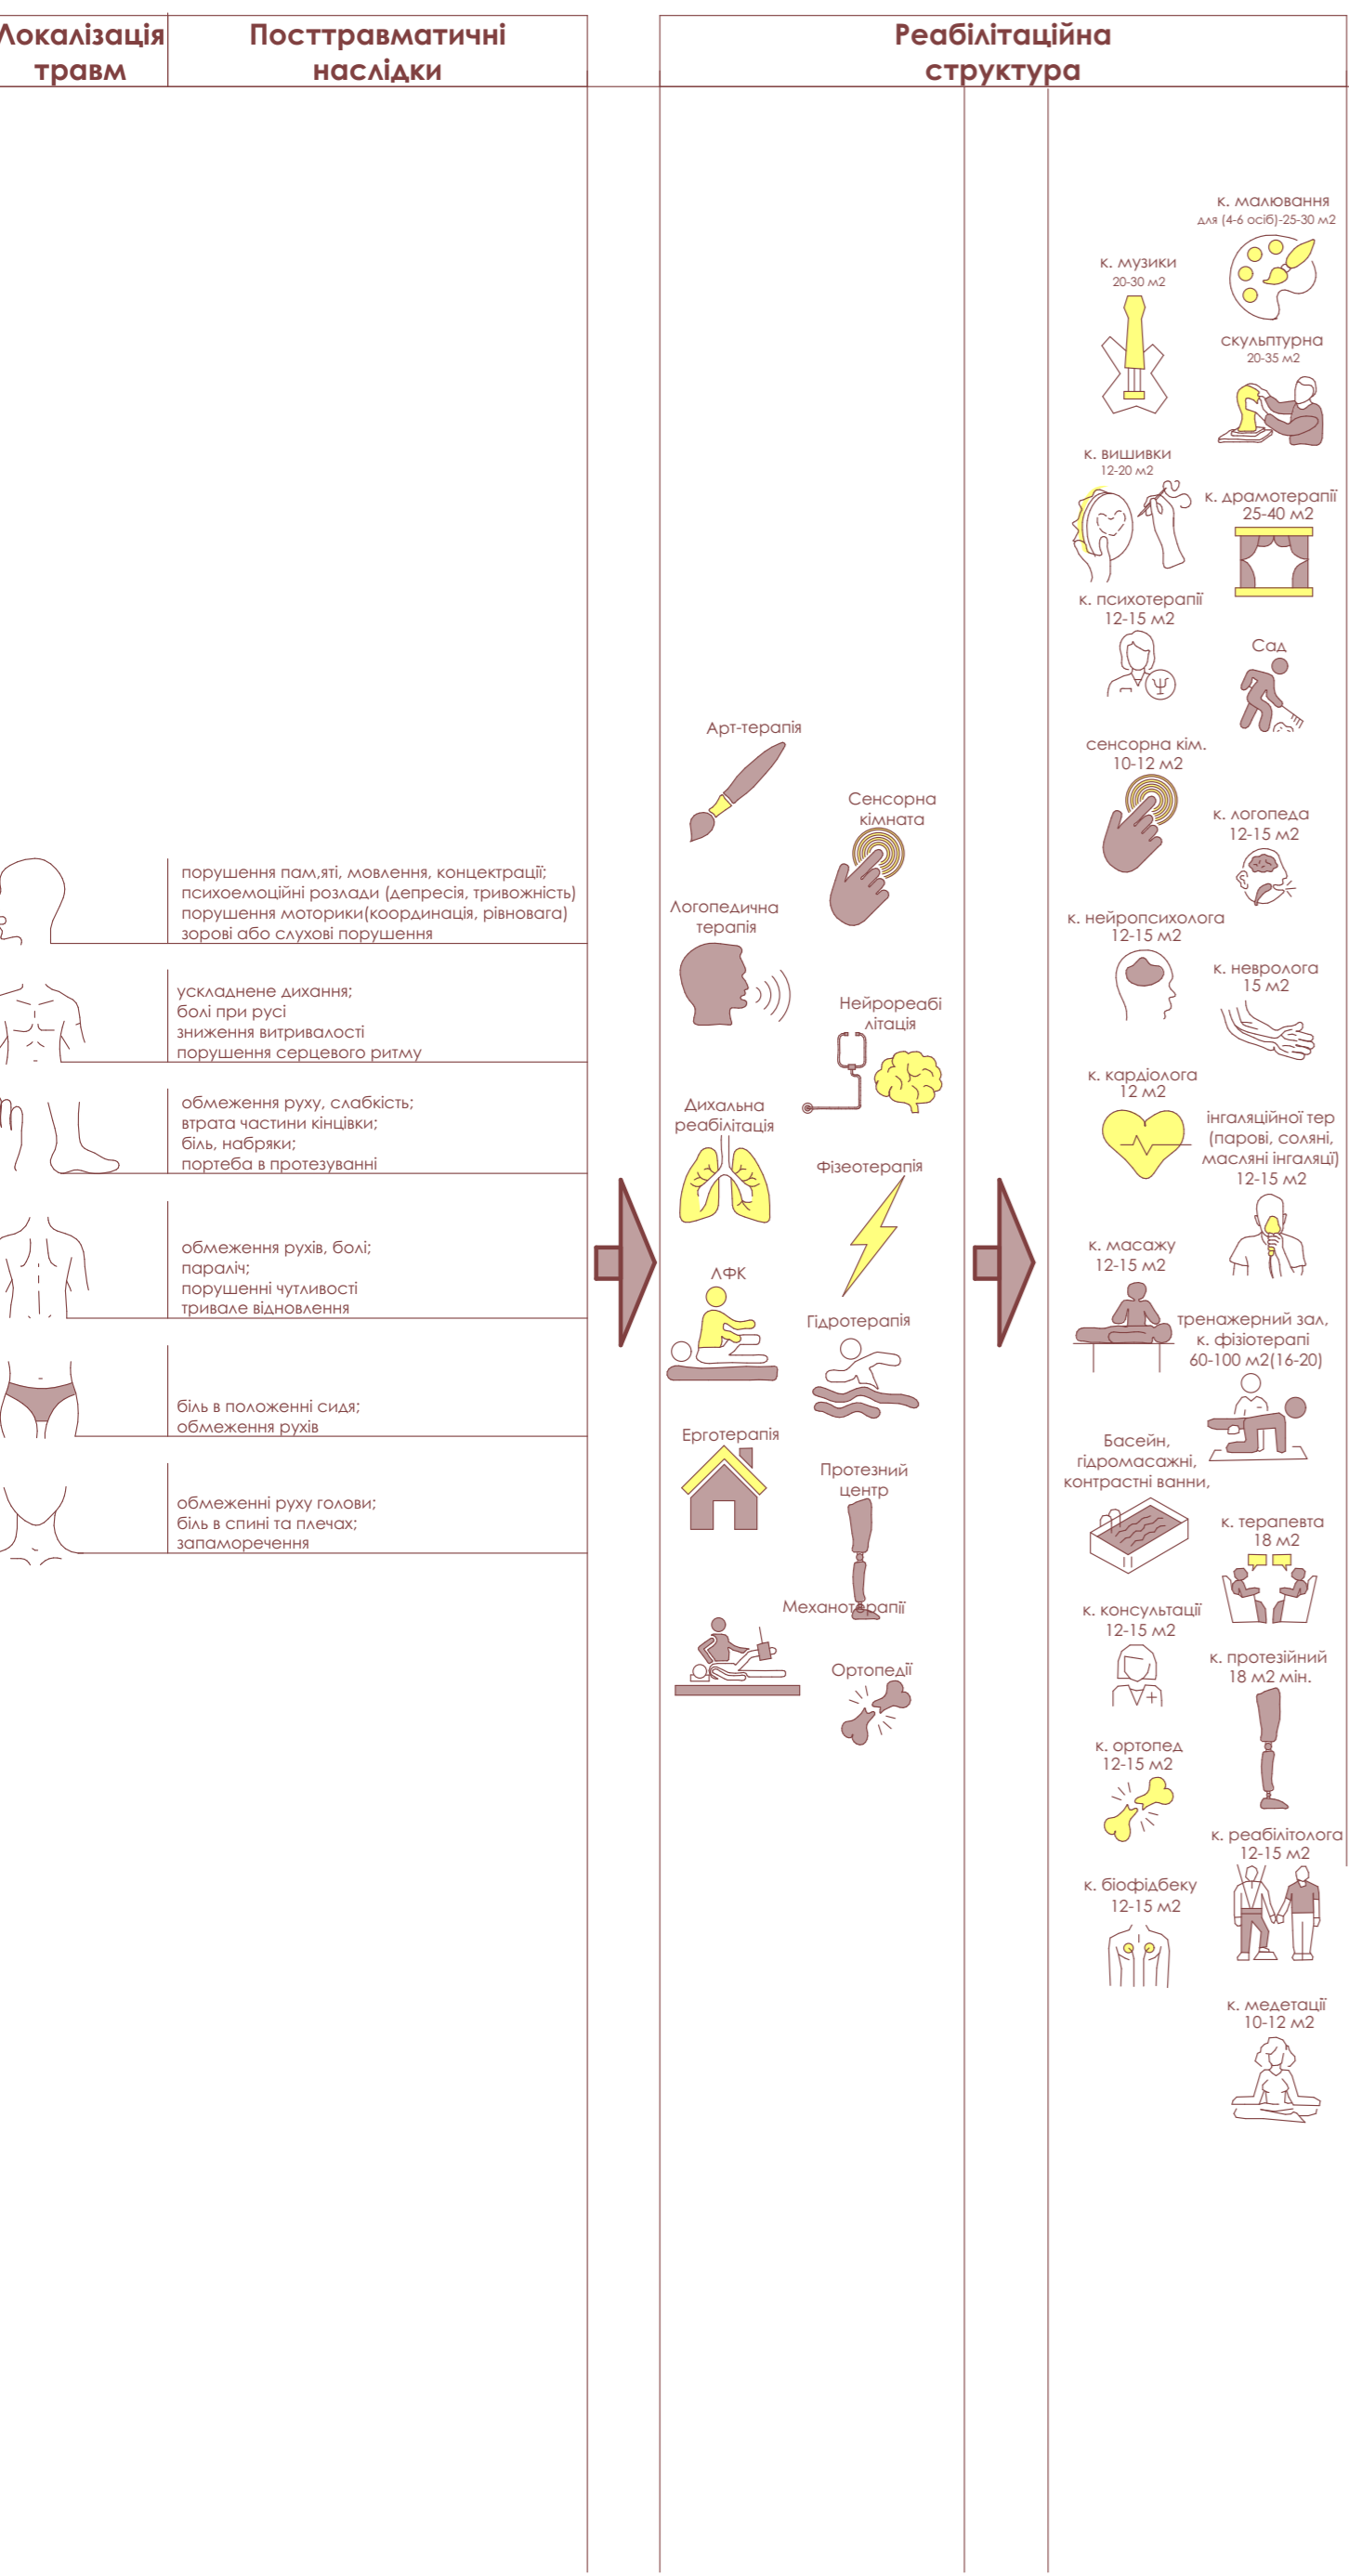 Локалізація
травм
Посттравматичні
наслідки
Реабілітаційна
структура
порушення пам,яті, мовлення, концектрації;
психоемоційні розлади (депресія, тривожність)
порушення моторики(координація, рівновага)
зорові або слухові порушення
ускладнене дихання;
болі при русі
зниження витривалості
порушення серцевого ритму
обмеження руху, слабкість;
втрата частини кінцівки;
біль, набряки;
портеба в протезуванні
обмеження рухів, болі;
параліч;
порушенні чутливості
тривале відновлення
біль в положенні сидя;
обмеження рухів
обмеженні руху голови;
біль в спині та плечах;
запаморечення
Арт-терапія
Сенсорна
кімната
Логопедична
терапія
Нейрореабі
літація
Дихальна
реабілітація
Фізеотерапія
ЛФК
Гідротерапія
Ерготерапія
Протезний
центр
Механотерапії
Ортопедії
к. малювання
для (4-6 осіб)-25-30 м2
к. музики
20-30 м2
скульптурна
20-35 м2
к. вишивки
12-20 м2
к. драмотерапії
25-40 м2
к. психотерапії
12-15 м2
Сад
сенсорна кім.
10-12 м2
к. логопеда
12-15 м2
к. нейропсихолога
12-15 м2
к. невролога
15 м2
к. кардіолога
12 м2
інгаляційної тер
(парові, соляні,
масляні інгаляції)
12-15 м2
к. масажу
12-15 м2
тренажерний зал,
к. фізіотерапі
60-100 м2(16-20)
Басейн,
гідромасажні,
контрастні ванни,
к. терапевта
18 м2
к. консультації
12-15 м2
к. протезійний
18 м2 мін.
к. ортопед
12-15 м2
к. реабілітолога
12-15 м2
к. біофідбеку
12-15 м2
к. медетації
10-12 м2